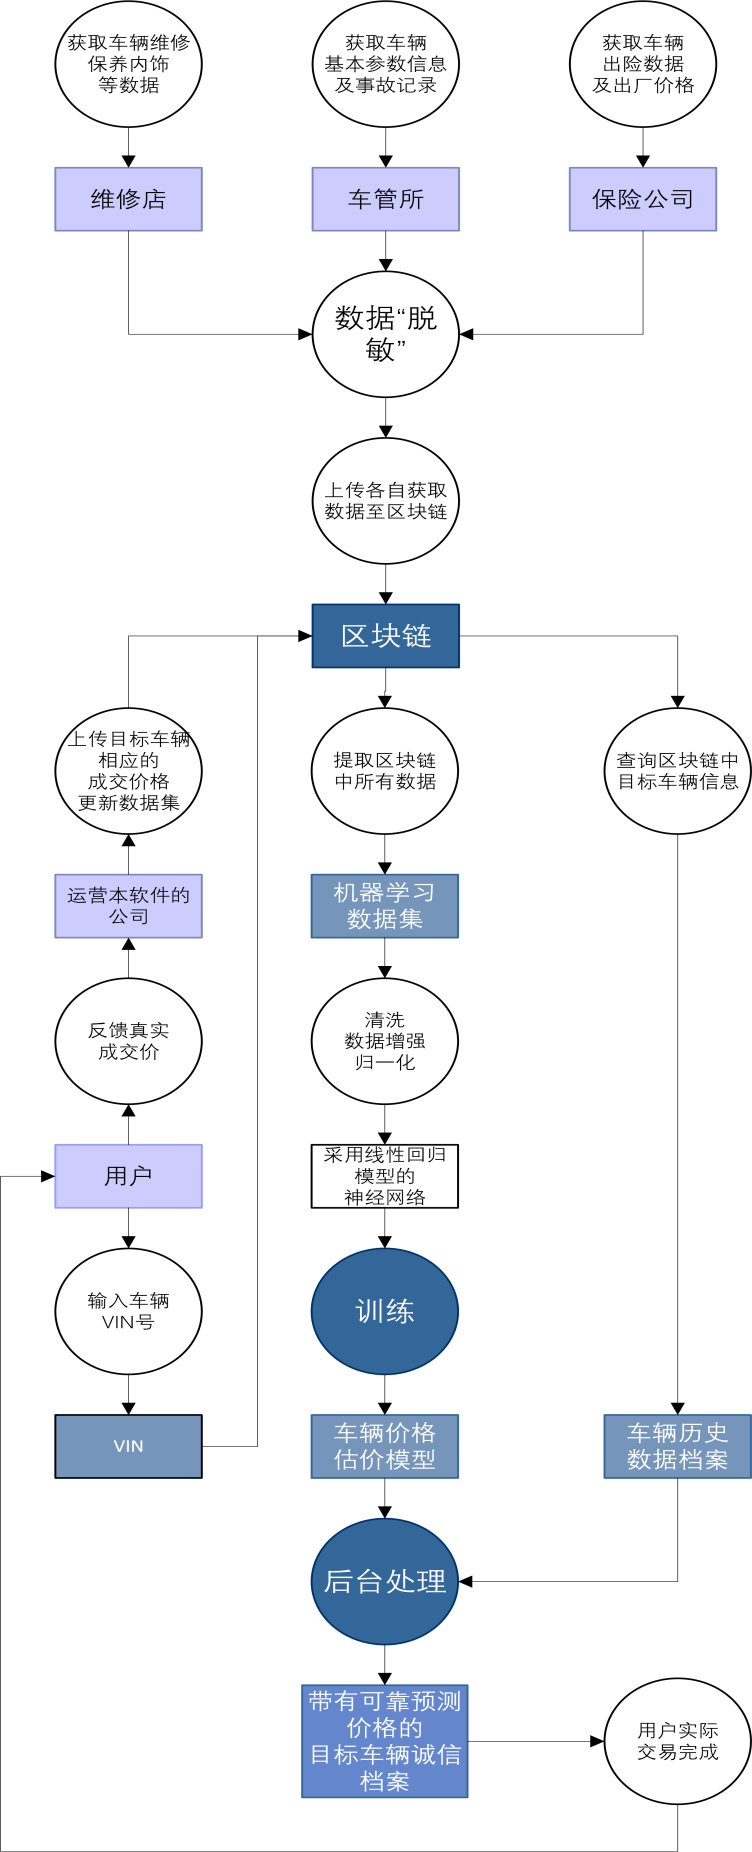 获取车辆维修
保养内饰
等数据
获取车辆
基本参数信息
及事故记录
获取车辆
出险数据
及出厂价格
维修店
车管所
保险公司
数据“脱
敏”
上传各自获取
数据至区块链
区块链
上传目标车辆
相应的
成交价格
更新数据集
提取区块链
中所有数据
查询区块链中
目标车辆信息
运营本软件的
公司
机器学习
数据集
反馈真实
成交价
清洗
数据增强
归一化
用户
采用线性回归
模型的
神经网络
输入车辆
VIN号
训练
VIN
车辆价格
估价模型
车辆历史
数据档案
后台处理
带有可靠预测
价格的
目标车辆诚信
档案
用户实际
交易完成